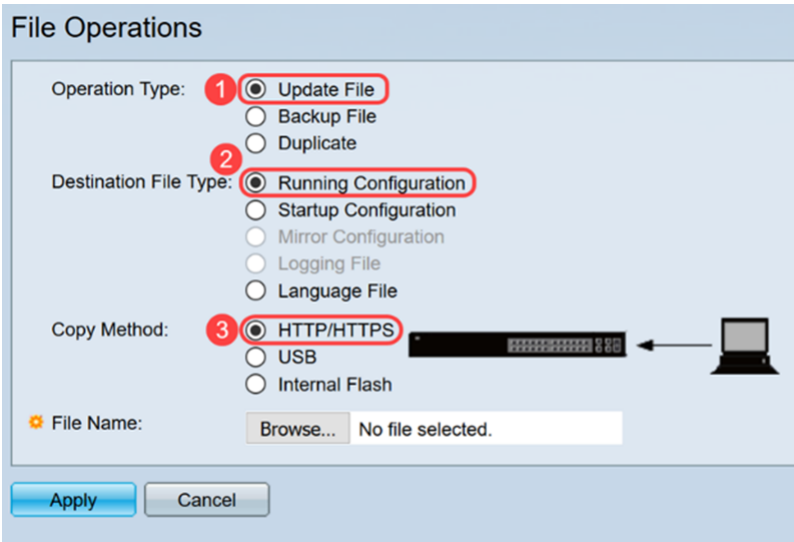 File Operations
Operation Type: 1 Update File
Backup File
Duplicate
2
Destination File Type: Running Configuration
Startup Configuration
Mirror Configuration
Logging File
Language File
Copy Method: 3 HTTP/HTTPS
USB
Internal Flash
File Name: Browse... No file selected.
Apply Cancel